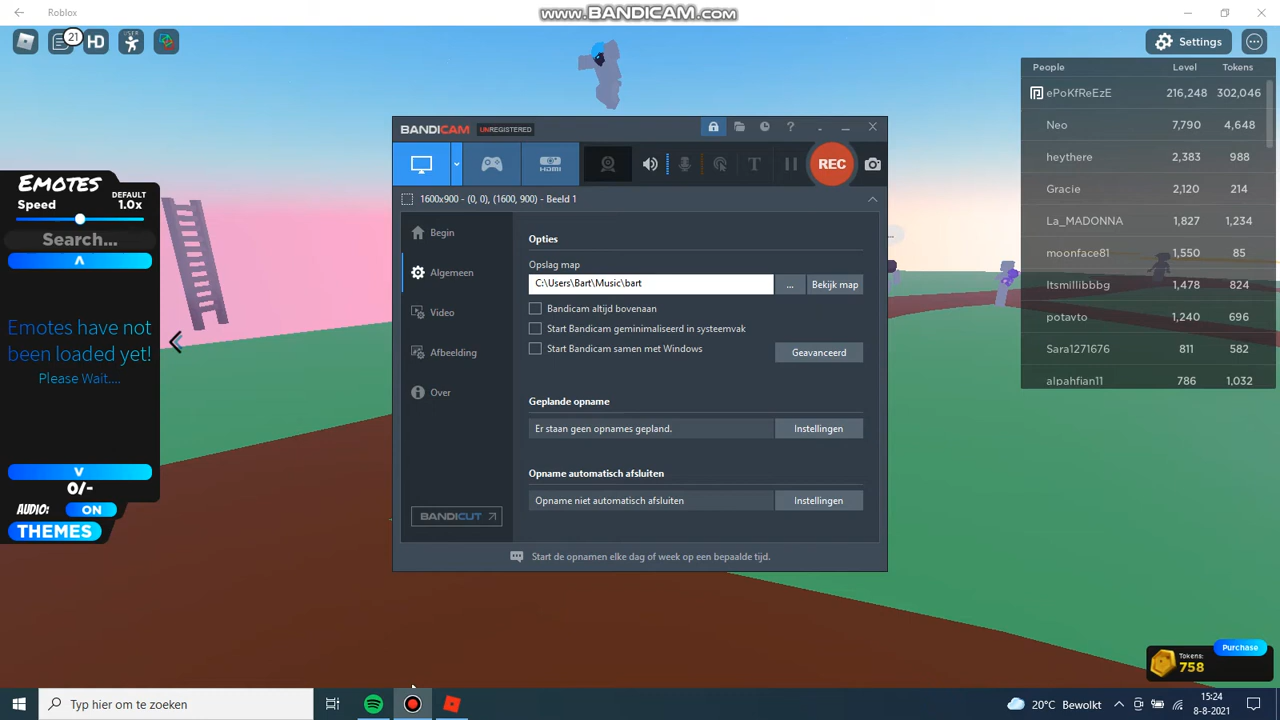 Roblox
www.BANDICAM.com
21
HD
USER
Settings
People Level Tokens
ePoKfReEzE 216,248 302,046
Neo 7,790 4,648
heythere 2,383 988
Gracie 2,120 214
La_MADONNA 1,827 1,234
moonface81 1,550 85
Itsmillibbbg 1,478 824
potavto 1,240 696
Sara1271676 811 582
alpahfian11 786 1,032
EMOTES
DEFAULT
Speed 1.0x
Search...
Emotes have not
been loaded yet!
Please Wait....
0/-
AUDIO: ON
THEMES
BANDICAM UNREGISTERED
HDMI
REC
1600x900 - (0, 0), (1600, 900) - Beeld 1
Begin
Algemeen
Video
Afbeelding
Over
BANDICUT
Opties
Opslag map
C:\Users\Bart\Music\bart
...
Bekijk map
Bandicam altijd bovenaan
Start Bandicam geminimaliseerd in systeemvak
Start Bandicam samen met Windows
Geavanceerd
Geplande opname
Er staan geen opnames gepland.
Instellingen
Opname automatisch afsluiten
Opname niet automatisch afsluiten
Instellingen
Start de opnamen elke dag of week op een bepaalde tijd.
Purchase
Tokens:
758
Typ hier om te zoeken
20°C Bewolkt
15:24
8-8-2021